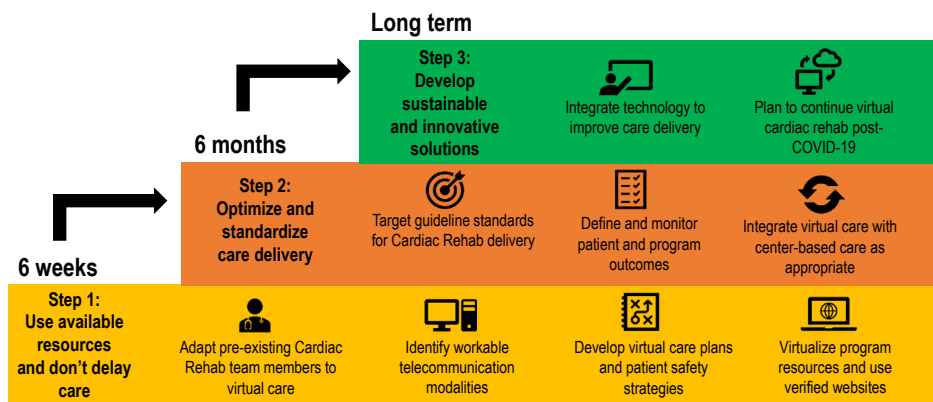 Long term
Step 3:
Develop
sustainable
and innovative
solutions
Integrate technology to
improve care delivery
Plan to continue virtual
cardiac rehab post-
COVID-19
6 months
Step 2:
Optimize and
standardize
care delivery
Target guideline standards
for Cardiac Rehab delivery
Define and monitor
patient and program
outcomes
Integrate virtual care with
center-based care as
appropriate
6 weeks
Step 1:
Use available
resources
and don't delay
care
Adapt pre-existing Cardiac
Rehab team members to
virtual care
Identify workable
telecommunication
modalities
Develop virtual care plans
and patient safety
strategies
Virtualize program
resources and use
verified websites